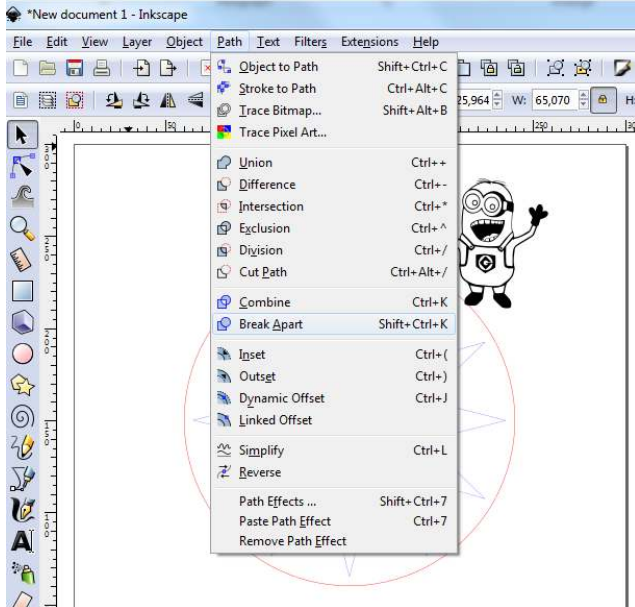 *New document 1 - Inkscape
File Edit View Layer Object Path Text Filters Extensions Help
Object to Path Shift+Ctrl+C
Stroke to Path Ctrl+Alt+C
Trace Bitmap... Shift+Alt+B
25,964 W: 65,070 H:
Trace Pixel Art...
Union Ctrl++
Difference Ctrl+-
Intersection Ctrl+*
Exclusion Ctrl+^
Division Ctrl+/
Cut Path Ctrl+Alt+/
Combine Ctrl+K
Break Apart Shift+Ctrl+K
Inset Ctrl+(
Outset Ctrl+)
Dynamic Offset Ctrl+J
Linked Offset
Simplify Ctrl+L
Reverse
Path Effects ... Shift+Ctrl+7
Paste Path Effect Ctrl+7
Remove Path Effect